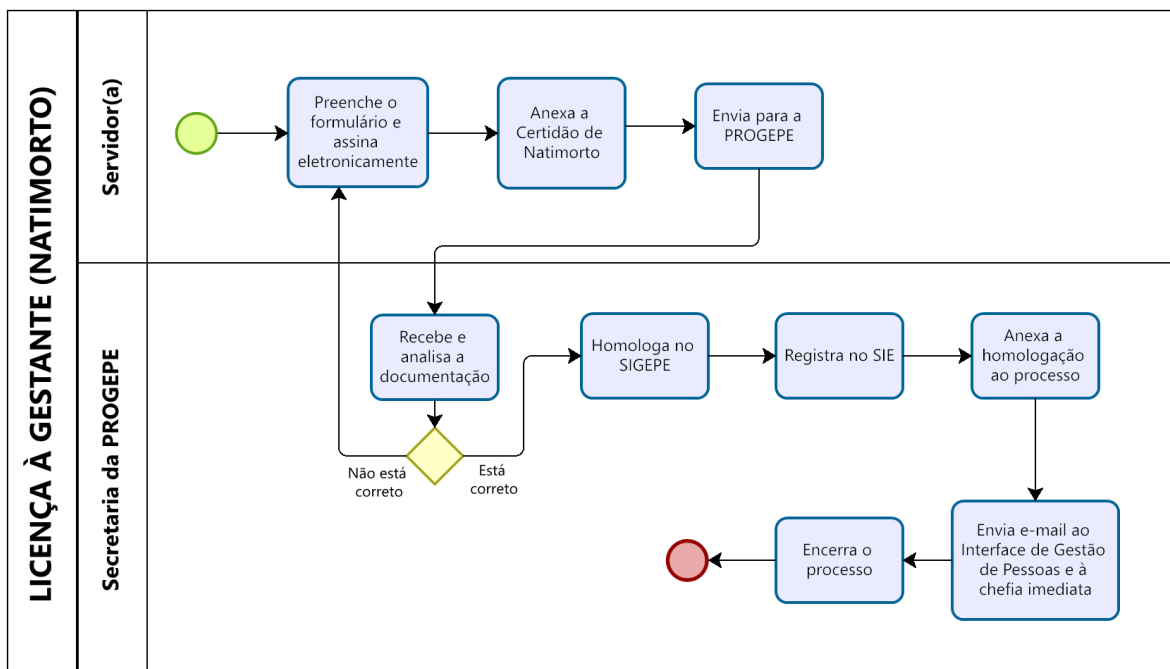 LICENÇA À GESTANTE (NATIMORTO)
Servidor(a)
Preenche o
formulário e
assina
eletronicamente
Anexa a
Certidão de
Natimorto
Envia para a
PROGEPE
Secretaria da PROGEPE
Recebe e
analisa a
documentação
Não está
correto
Está
correto
Homologa no
SIGEPE
Registra no SIE
Anexa a
homologação
ao processo
Envia e-mail ao
Interface de Gestão
de Pessoas e à
chefia imediata
Encerra o
processo